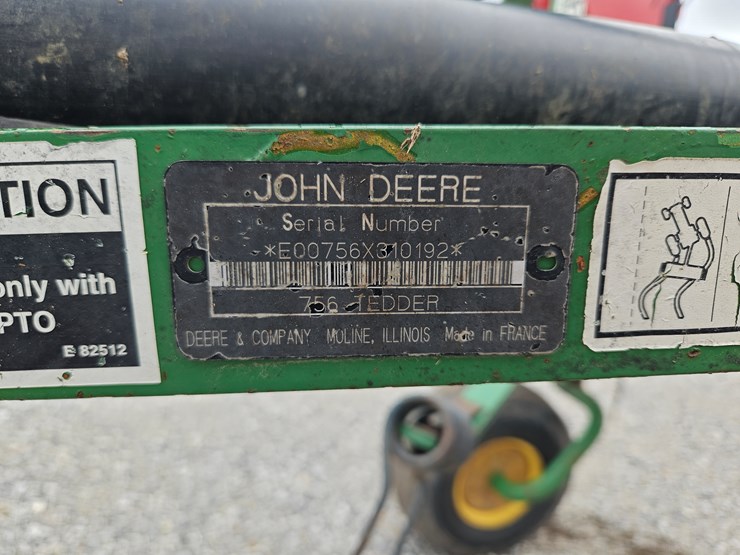 TION
only with
PTO
E 82512
JOHN DEERE
Serial Number
*E00756X310192*
756 TEDDER
DEERE & COMPANY MOLINE, ILLINOIS Made in FRANCE